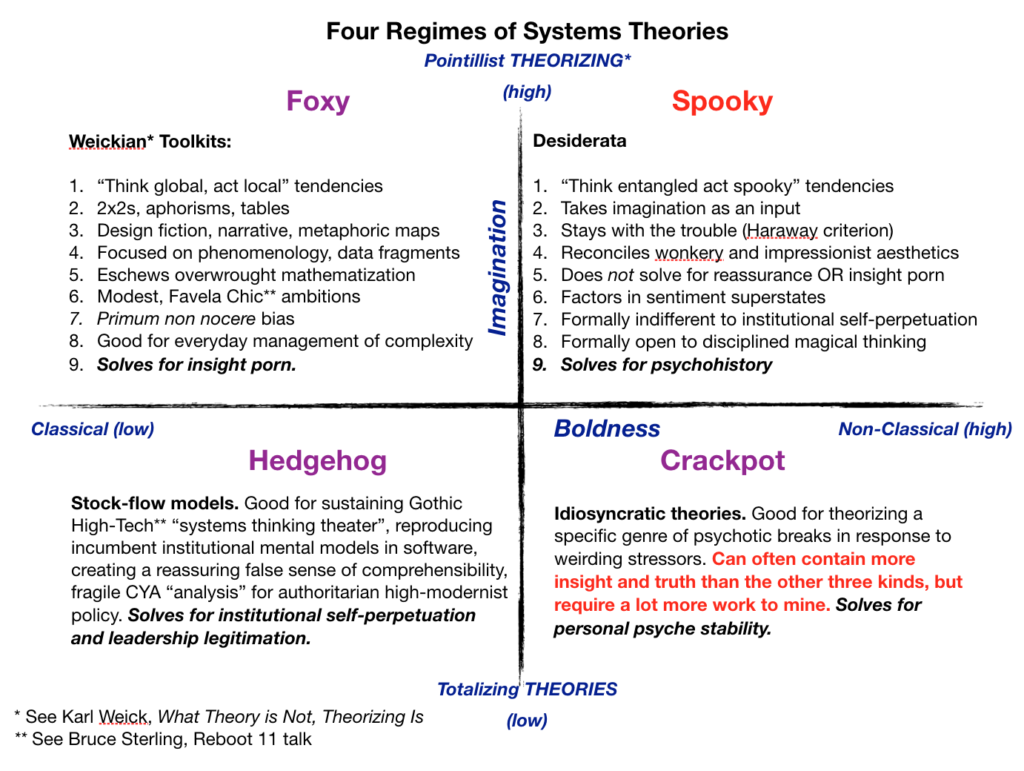 Four Regimes of Systems Theories
Pointillist THEORIZING*
(high)
Foxy
Weickian* Toolkits:
1. “Think global, act local” tendencies
2. 2x2s, aphorisms, tables
3. Design fiction, narrative, metaphoric maps
4. Focused on phenomenology, data fragments
5. Eschews overwrought mathematization
6. Modest, Favela Chic** ambitions
7. Primum non nocere bias
8. Good for everyday management of complexity
9. Solves for insight porn.
Imagination
Spooky
Desiderata
1. “Think entangled act spooky” tendencies
2. Takes imagination as an input
3. Stays with the trouble (Haraway criterion)
4. Reconciles wonkery and impressionist aesthetics
5. Does not solve for reassurance OR insight porn
6. Factors in sentiment superstates
7. Formally indifferent to institutional self-perpetuation
8. Formally open to disciplined magical thinking
9. Solves for psychohistory
Classical (low)
Boldness
Non-Classical (high)
Hedgehog
Stock-flow models. Good for sustaining Gothic
High-Tech** “systems thinking theater”, reproducing
incumbent institutional mental models in software,
creating a reassuring false sense of comprehensibility,
fragile CYA “analysis” for authoritarian high-modernist
policy. Solves for institutional self-perpetuation
and leadership legitimation.
Crackpot
Idiosyncratic theories. Good for theorizing a
specific genre of psychotic breaks in response to
weirding stressors. Can often contain more
insight and truth than the other three kinds, but
require a lot more work to mine. Solves for
personal psyche stability.
Totalizing THEORIES
(low)
* See Karl Weick, What Theory is Not, Theorizing Is
** See Bruce Sterling, Reboot 11 talk